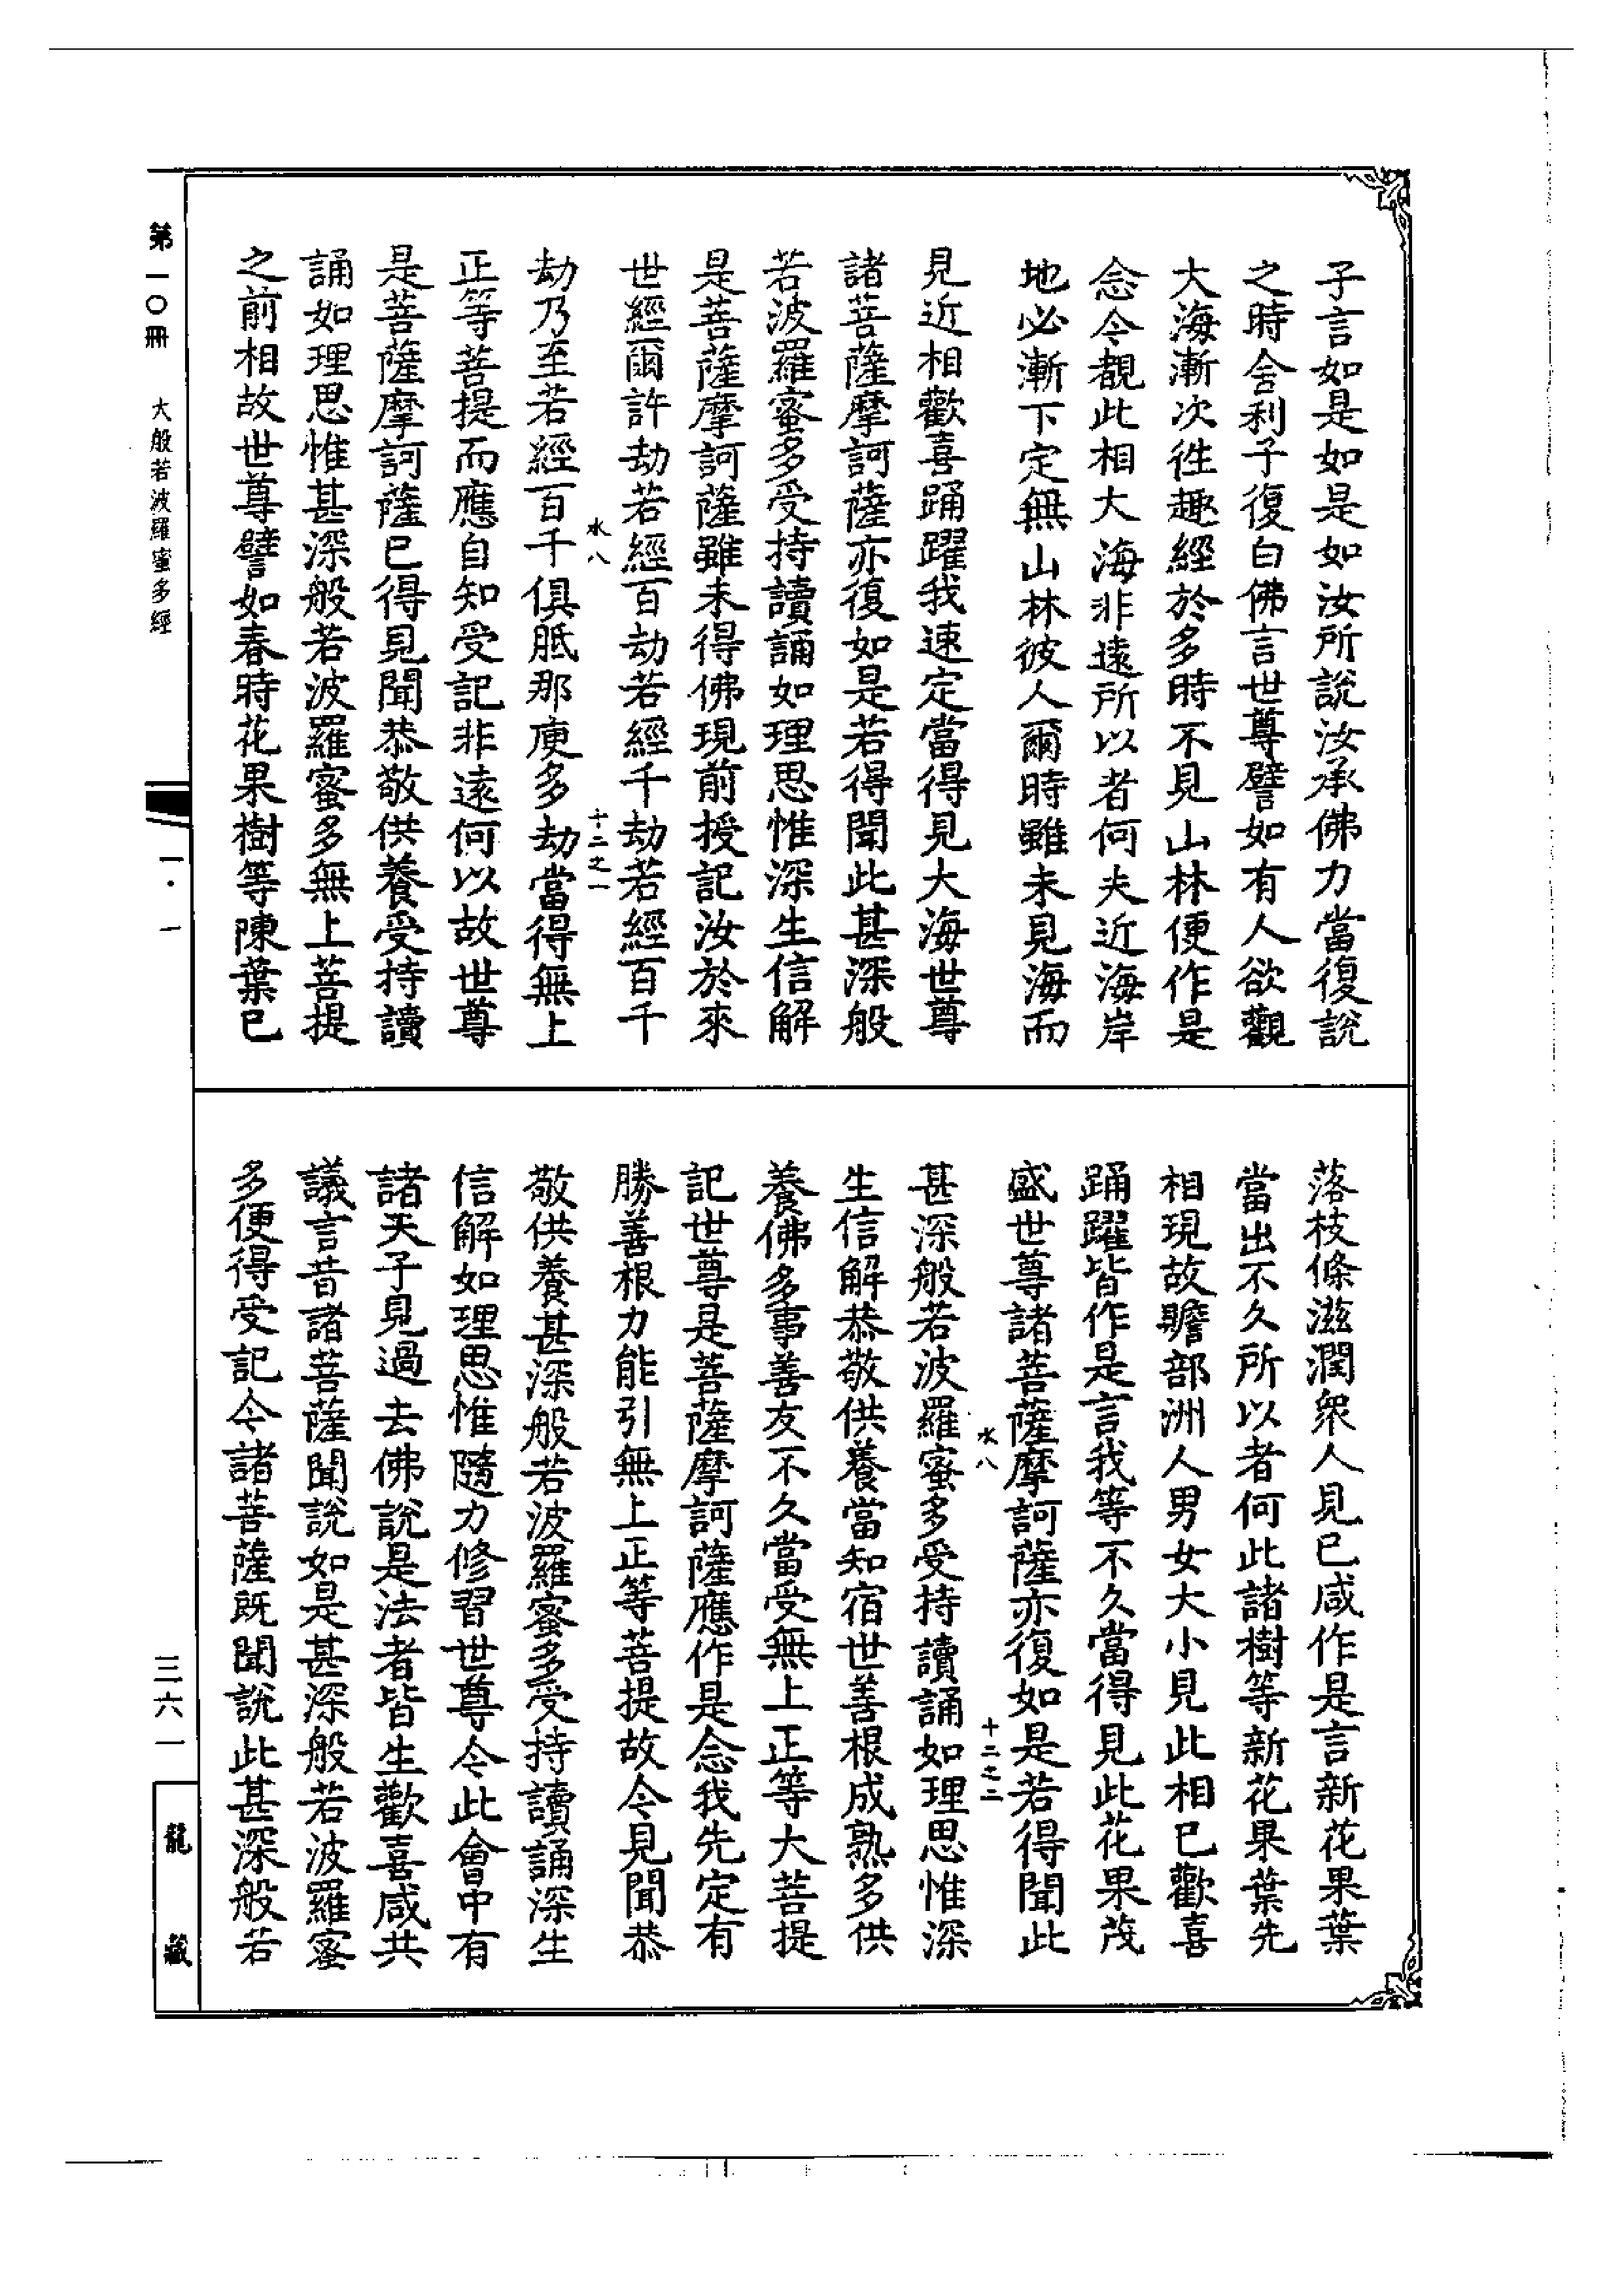 子言如是如是如汝所說汝承佛力當復說
之時舍利子復白佛言世尊譬如有人欲觀
大海漸次往趣經於多時不見山林便作是
念今覩此相大海非遠所以者何夫近海岸
地必漸下定無山林彼人爾時雖未見海而
見近相歡喜踊躍我速定當得見大海世尊
諸菩薩摩訶薩亦復如是若得聞此甚深般
若波羅蜜多受持讀誦如理思惟深生信解
是菩薩摩訶薩雖未得佛現前授記汝於來
世經爾許劫若經百劫若經千劫若經百千
水八 十二之一
劫乃至若經百千俱胝那庾多劫當得無上
正等菩提而應自知受記非遠何以故世尊
是菩薩摩訶薩已得見聞恭敬供養受持讀
誦如理思惟甚深般若波羅蜜多無上菩提
之前相故世尊譬如春時花果樹等陳葉已
落枝條滋潤衆人見已咸作是言新花果葉
當出不久所以者何此諸樹等新花果葉先
相現故贍部洲人男女大小見此相已歡喜
踊躍皆作是言我等不久當得見此花果茂
盛世尊諸菩薩摩訶薩亦復如是若得聞此
水八 十二之二
甚深般若波羅蜜多受持讀誦如理思惟深
生信解恭敬供養當知宿世善根成熟多供
養佛多事善友不久當受無上正等大菩提
記世尊是菩薩摩訶薩應作是念我先定有
勝善根力能引無上正等菩提故今見聞恭
敬供養甚深般若波羅蜜多受持讀誦深生
信解如理思惟隨力修習世尊今此會中有
諸天子見過去佛說是法者皆生歡喜咸共
議言昔諸菩薩聞說如是甚深般若波羅蜜
多便得受記今諸菩薩既聞說此甚深般若
第一〇冊 大般若波羅蜜多經
一·一
三六一
龍藏